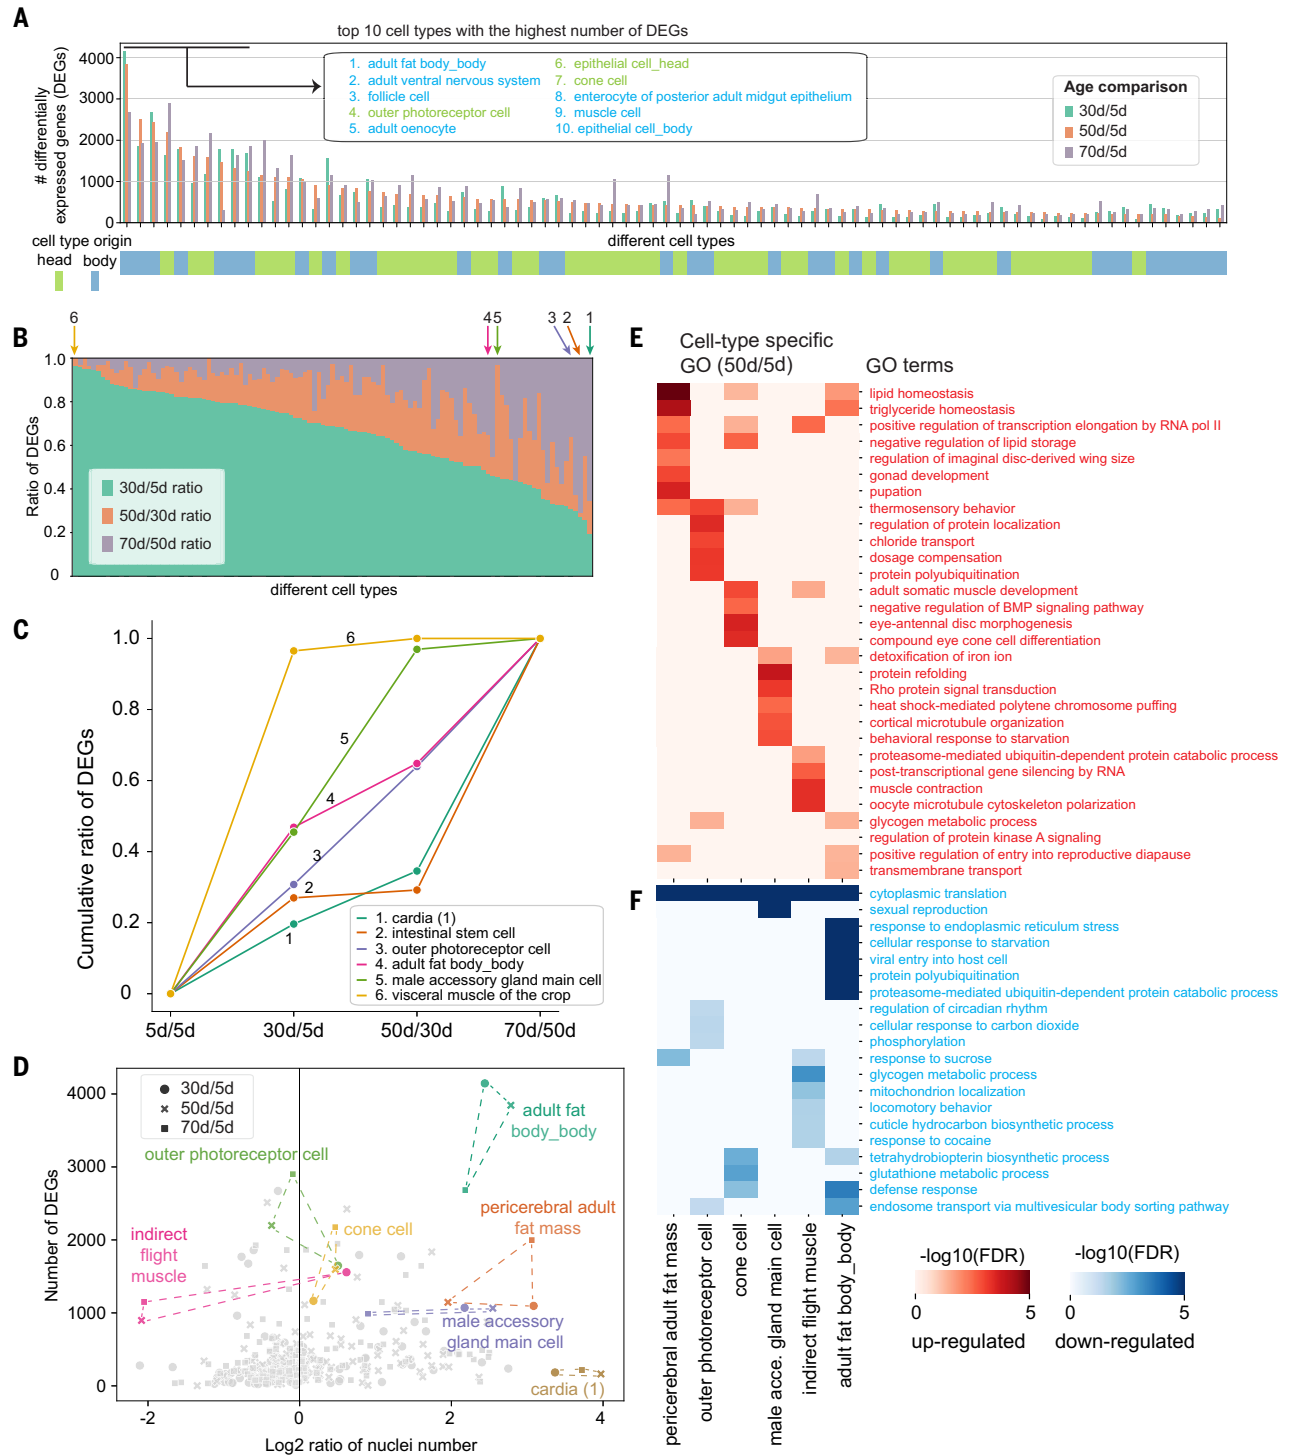 A
top 10 cell types with the highest number of DEGs
# differentially
expressed genes (DEGs)
4000
3000
2000
1000
0
1. adult fat body_body
2. adult ventral nervous system
3. follicle cell
4. outer photoreceptor cell
5. adult oenocyte
6. epithelial cell_head
7. cone cell
8. enterocyte of posterior adult midgut epithelium
9. muscle cell
10. epithelial cell_body
Age comparison
30d/5d
50d/5d
70d/5d
cell type origin
head
body
different cell types
B
6
4 5
3 2 1
Ratio of DEGs
1.0
0.8
0.6
0.4
0.2
0
30d/5d ratio
50d/30d ratio
70d/50d ratio
different cell types
C
Cumulative ratio of DEGs
1.0
0.8
0.6
0.4
0.2
0
6
5
4
3
2
1
1. cardia (1)
2. intestinal stem cell
3. outer photoreceptor cell
4. adult fat body_body
5. male accessory gland main cell
6. visceral muscle of the crop
5d/5d
30d/5d
50d/30d
70d/50d
D
Number of DEGs
4000
3000
2000
1000
0
30d/5d
50d/5d
70d/5d
outer photoreceptor cell
adult fat
body_body
indirect
flight
muscle
cone cell
pericerebral adult
fat mass
male accessory
gland main cell
cardia (1)
-2
0
2
4
Log2 ratio of nuclei number
E
Cell-type specific
GO (50d/5d)
GO terms
lipid homeostasis
triglyceride homeostasis
positive regulation of transcription elongation by RNA pol II
negative regulation of lipid storage
regulation of imaginal disc-derived wing size
gonad development
pupation
thermosensory behavior
regulation of protein localization
chloride transport
dosage compensation
protein polyubiquitination
adult somatic muscle development
negative regulation of BMP signaling pathway
eye-antennal disc morphogenesis
compound eye cone cell differentiation
detoxification of iron ion
protein refolding
Rho protein signal transduction
heat shock-mediated polytene chromosome puffing
cortical microtubule organization
behavioral response to starvation
proteasome-mediated ubiquitin-dependent protein catabolic process
post-transcriptional gene silencing by RNA
muscle contraction
oocyte microtubule cytoskeleton polarization
glycogen metabolic process
regulation of protein kinase A signaling
positive regulation of entry into reproductive diapause
transmembrane transport
F
cytoplasmic translation
sexual reproduction
response to endoplasmic reticulum stress
cellular response to starvation
viral entry into host cell
protein polyubiquitination
proteasome-mediated ubiquitin-dependent protein catabolic process
regulation of circadian rhythm
cellular response to carbon dioxide
phosphorylation
response to sucrose
glycogen metabolic process
mitochondrion localization
locomotory behavior
cuticle hydrocarbon biosynthetic process
response to cocaine
tetrahydrobiopterin biosynthetic process
glutathione metabolic process
defense response
endosome transport via multivesicular body sorting pathway
pericerebral adult fat mass
outer photoreceptor cell
cone cell
male acce. gland main cell
indirect flight muscle
adult fat body_body
-log10(FDR)
0
5
up-regulated
-log10(FDR)
0
5
down-regulated